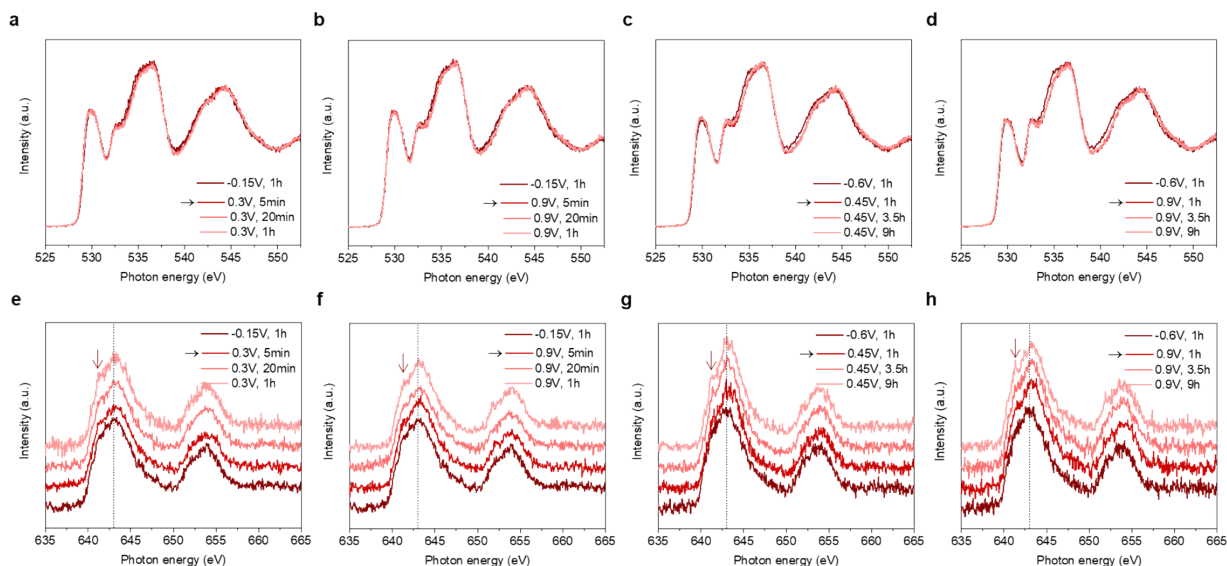 a
Intensity (a.u.)
-0.15V, 1h
→ 0.3V, 5min
0.3V, 20min
0.3V, 1h
525 530 535 540 545 550
Photon energy (eV)
b
Intensity (a.u.)
-0.15V, 1h
→ 0.9V, 5min
0.9V, 20min
0.9V, 1h
525 530 535 540 545 550
Photon energy (eV)
c
Intensity (a.u.)
-0.6V, 1h
→ 0.45V, 1h
0.45V, 3.5h
0.45V, 9h
525 530 535 540 545 550
Photon energy (eV)
d
Intensity (a.u.)
-0.6V, 1h
→ 0.9V, 1h
0.9V, 3.5h
0.9V, 9h
525 530 535 540 545 550
Photon energy (eV)
e
Intensity (a.u.)
-0.15V, 1h
→ 0.3V, 5min
0.3V, 20min
0.3V, 1h
635 640 645 650 655 660 665
Photon energy (eV)
f
Intensity (a.u.)
-0.15V, 1h
→ 0.9V, 5min
0.9V, 20min
0.9V, 1h
635 640 645 650 655 660 665
Photon energy (eV)
g
Intensity (a.u.)
-0.6V, 1h
→ 0.45V, 1h
0.45V, 3.5h
0.45V, 9h
635 640 645 650 655 660 665
Photon energy (eV)
h
Intensity (a.u.)
-0.6V, 1h
→ 0.9V, 1h
0.9V, 3.5h
0.9V, 9h
635 640 645 650 655 660 665
Photon energy (eV)